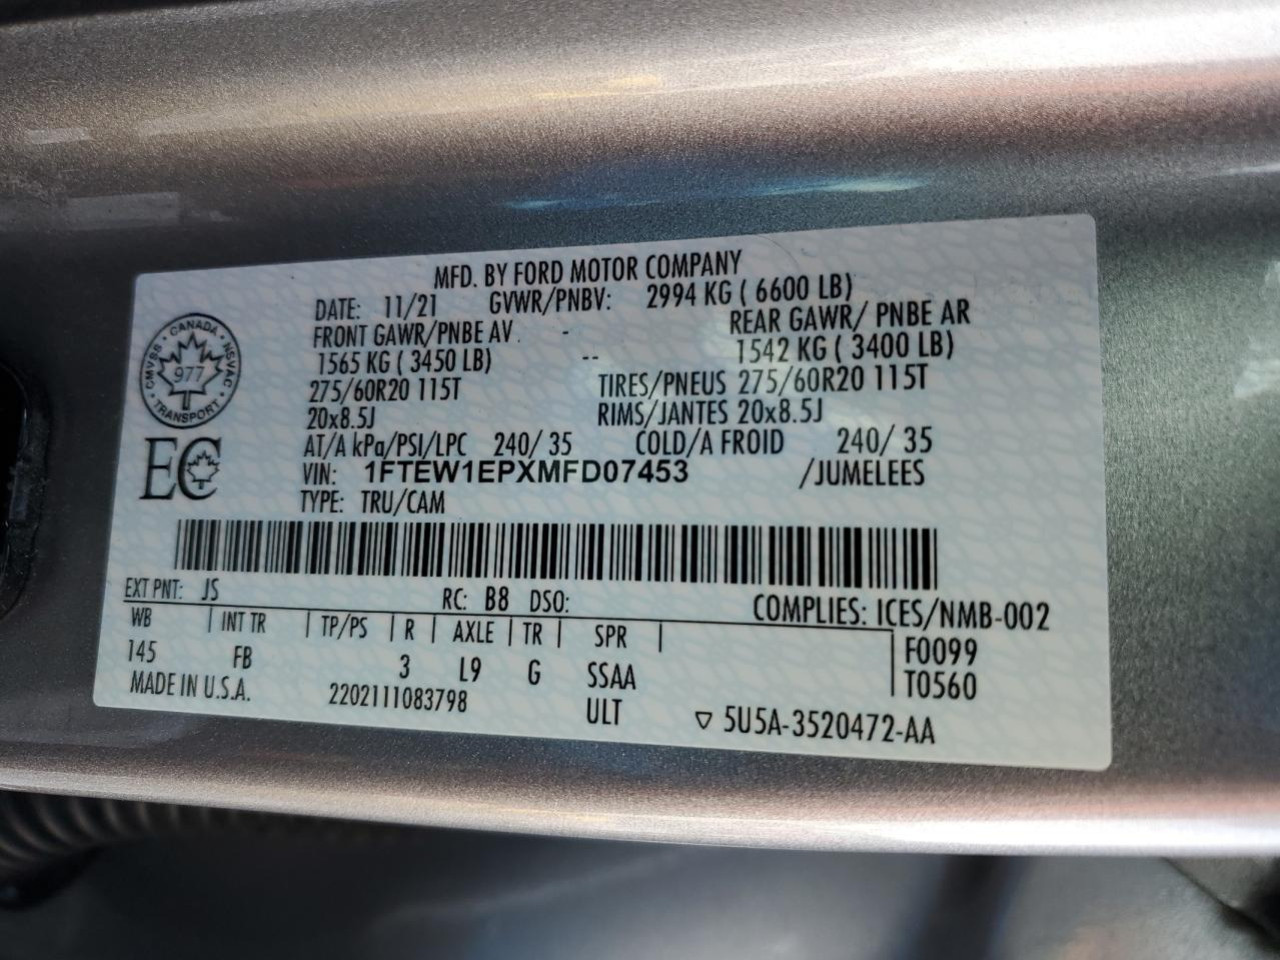 MFD. BY FORD MOTOR COMPANY
DATE: 11/21 GVWR/PNBV: 2994 KG ( 6600 LB)
FRONT GAWR/PNBE AV - REAR GAWR/ PNBE AR
1565 KG ( 3450 LB) -- 1542 KG ( 3400 LB)
275/60R20 115T TIRES/PNEUS 275/60R20 115T
20x8.5J RIMS/JANTES 20x8.5J
AT/A kPa/PSI/LPC 240/ 35 COLD/A FROID 240/ 35
VIN: 1FTEW1EPXMFD07453 /JUMELEES
TYPE: TRU/CAM
CANADA
CMVSS 977 NSVAC
TRANSPORT
EC
EXT PNT: JS RC: B8 DSO: COMPLIES: ICES/NMB-002
WB | INT TR | TP/PS | R | AXLE | TR | SPR | F0099
145 FB 3 L9 G SSAA T0560
MADE IN U.S.A. 2202111083798 ULT ▽ 5U5A-3520472-AA